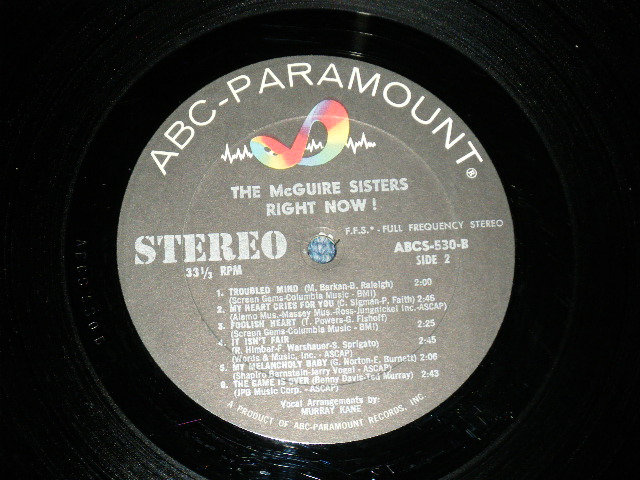 ABC-PARAMOUNT®
THE McGUIRE SISTERS
RIGHT NOW!
F.F.S.* - FULL FREQUENCY STEREO
STEREO
ABCS-530-B
33⅓ RPM
SIDE 2
1. TROUBLED MIND (M. Barkan-B. Raleigh) 2:00
(Screen Gems-Columbia Music - BMI)
2. MY HEART CRIES FOR YOU (C. Sigman-P. Faith) 2:46
(Alamo Mus.-Massey Mus.-Ross-Jungnickel Inc.-ASCAP)
3. FOOLISH HEART (T. Powers-G. Fishoff) 2:25
(Screen Gems-Columbia Music - BMI)
4. IT ISN'T FAIR 2:45
(R. Himber-F. Warshauer-S. Sprigato)
(Words & Music, Inc. - ASCAP)
5. MY MELANCHOLY BABY (G. Norton-E. Burnett) 2:06
(Shapiro Bernstein-Jerry Vogel - ASCAP)
6. THE GAME IS OVER (Benny Davis-Ted Murray) 2:43
(JPB Music Corp. - ASCAP)
Vocal Arrangements by:
MURRAY KANE
A PRODUCT OF ABC-PARAMOUNT RECORDS, INC.